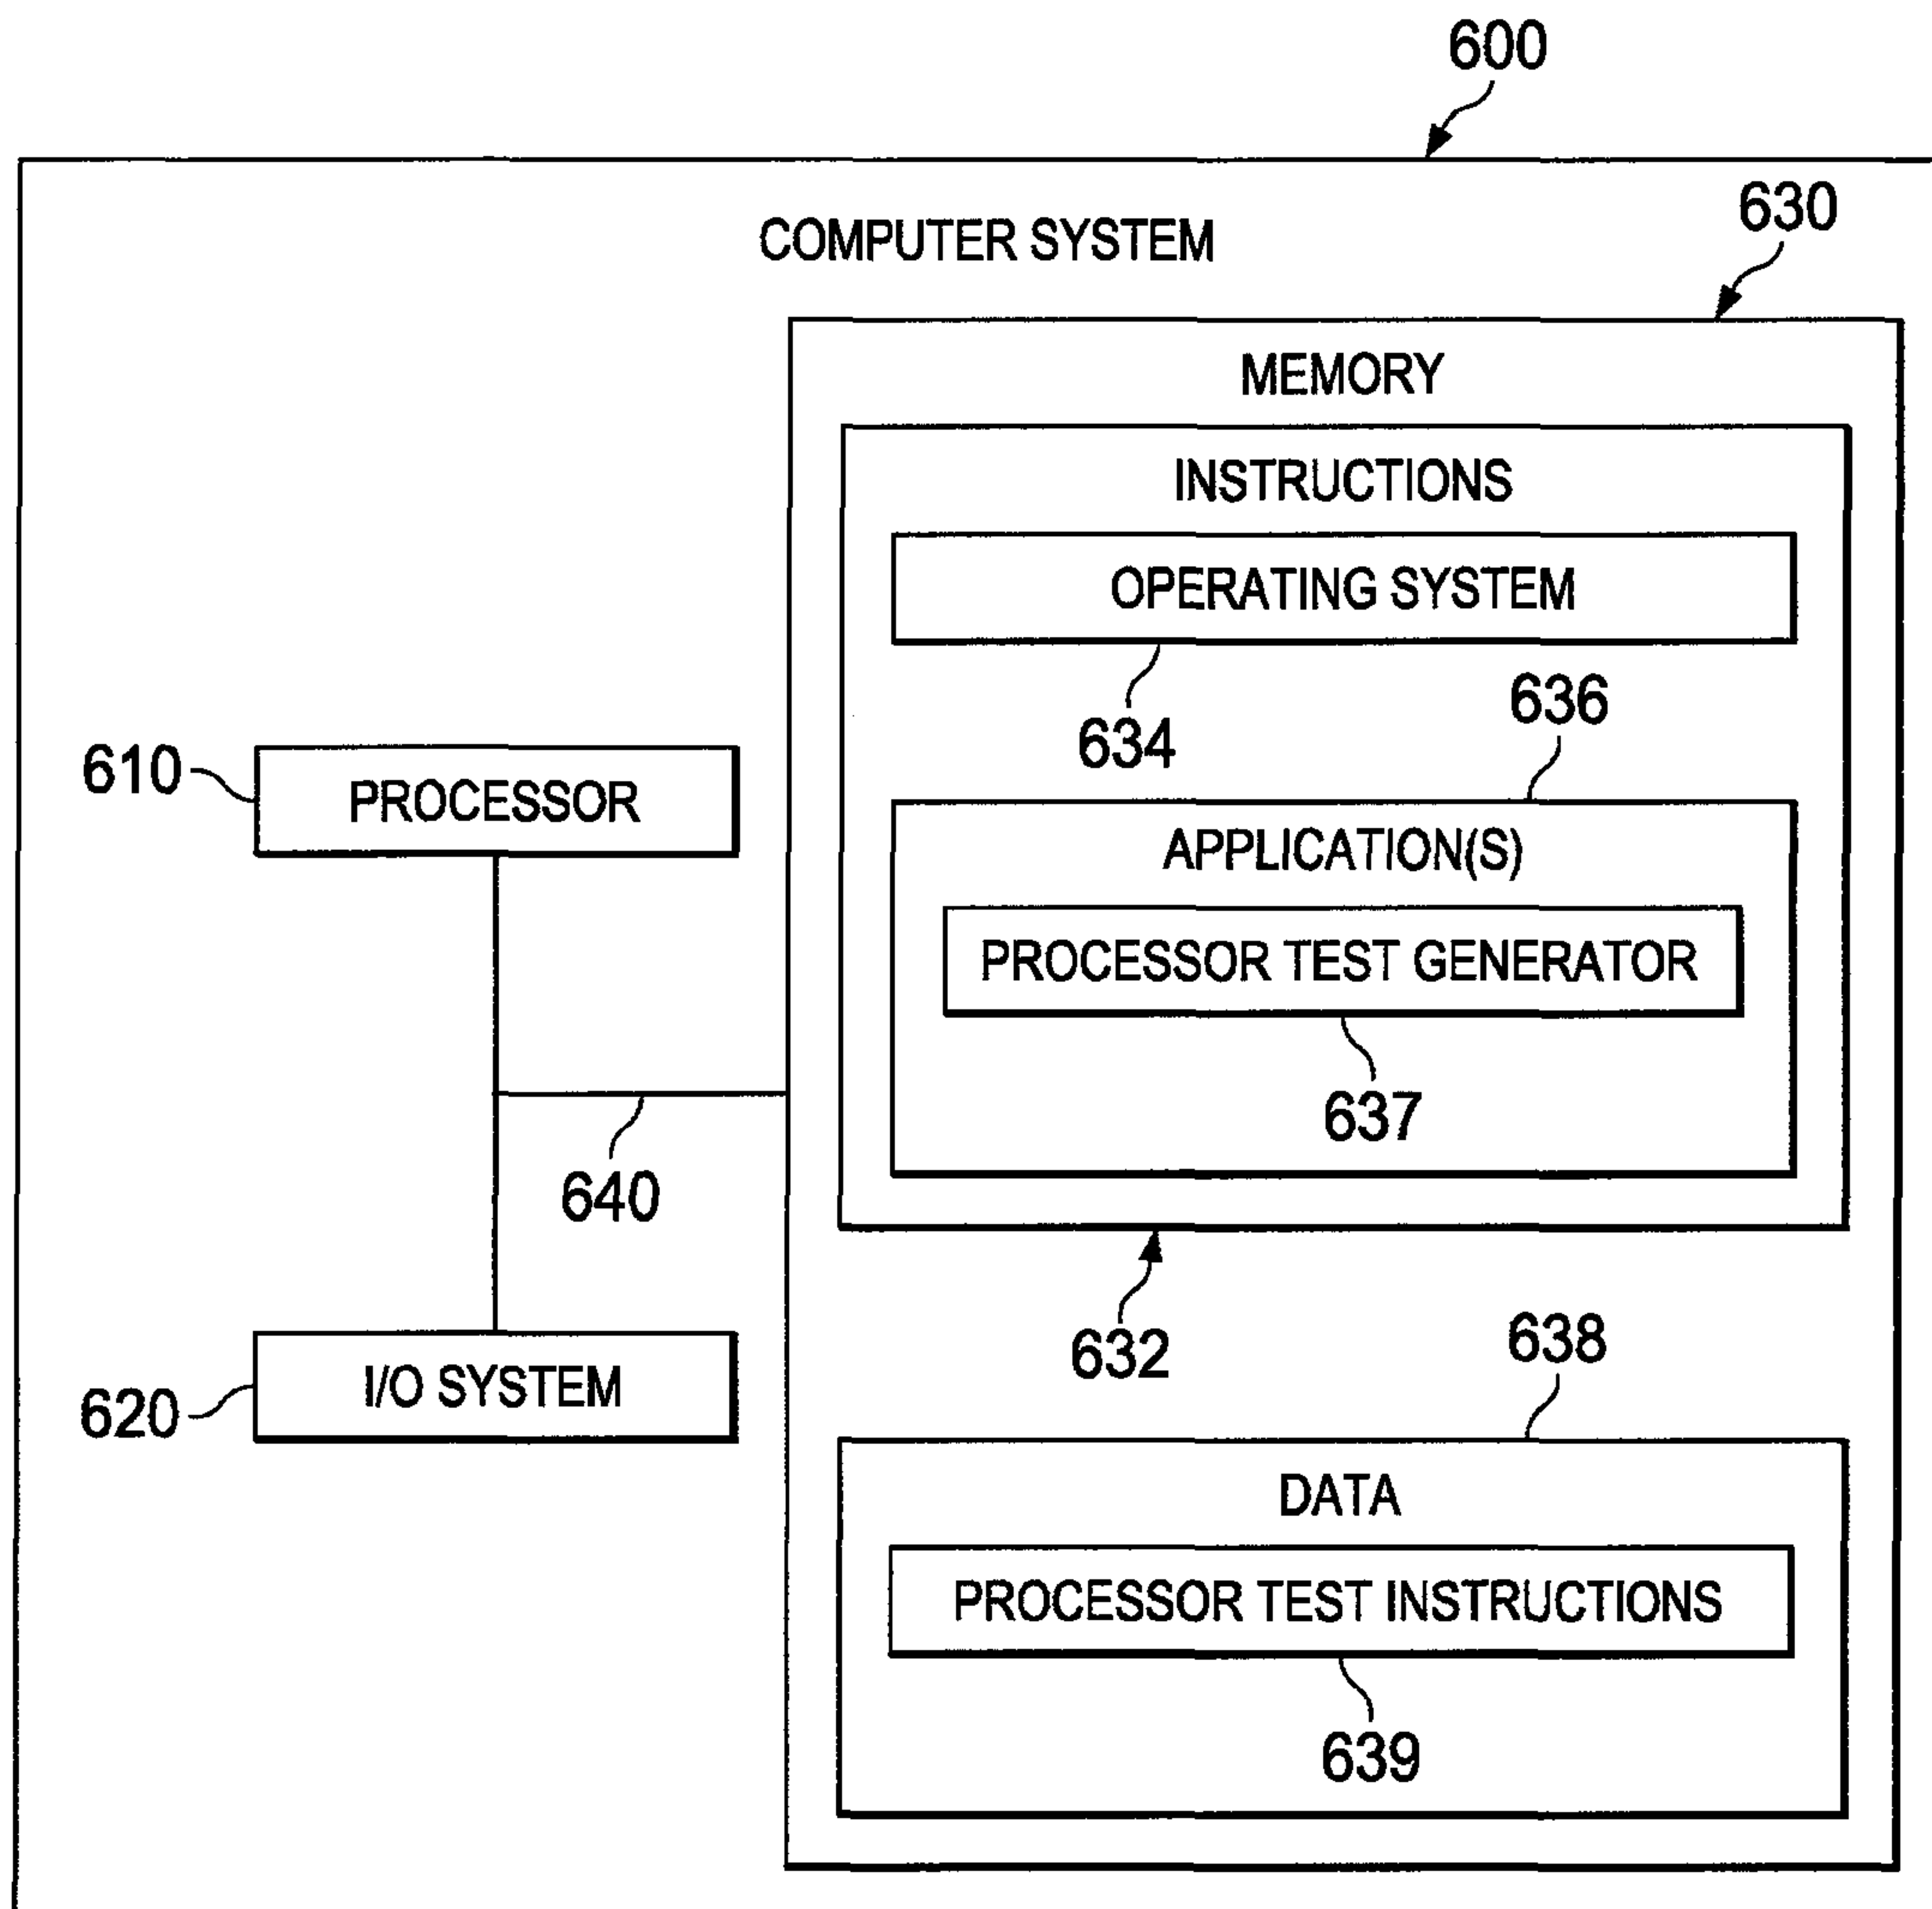 600
COMPUTER SYSTEM
630
MEMORY
INSTRUCTIONS
OPERATING SYSTEM
634
636
610
PROCESSOR
APPLICATION(S)
PROCESSOR TEST GENERATOR
637
640
632
638
620
I/O SYSTEM
DATA
PROCESSOR TEST INSTRUCTIONS
639